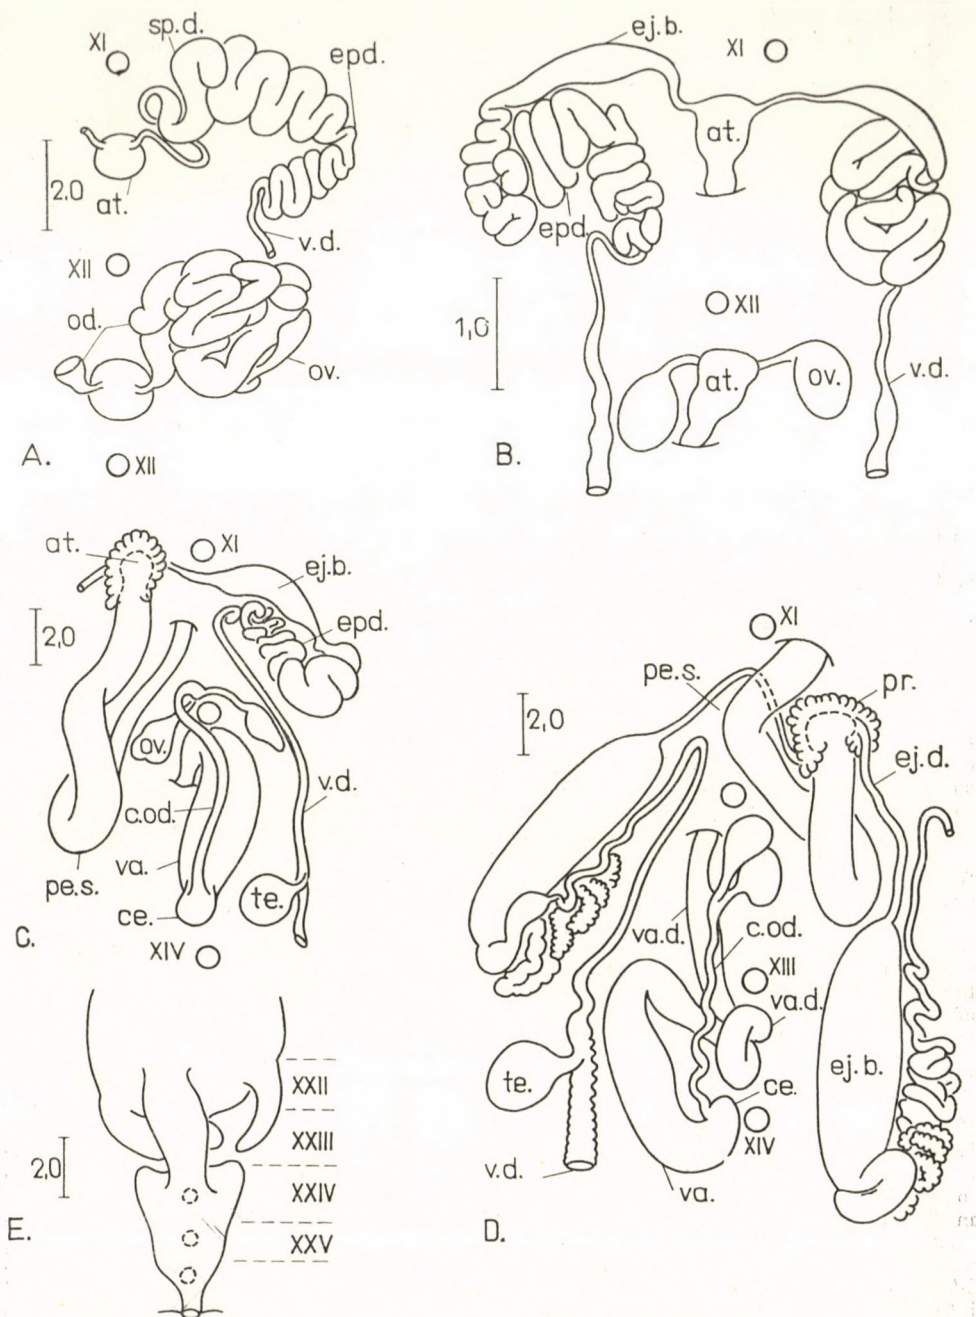 XI
sp.d.
epd.
2,0
at.
v.d.
XII
od.
ov.
A.
XII
ej.b.
XI
at.
epd.
XII
1,0
at.
ov.
v.d.
B.
at.
XI
ej.b.
2,0
epd.
ov.
v.d.
c.od.
va.
te.
pe.s.
ce.
C.
XIV
XI
pe.s.
pr.
2,0
ej.d.
va.d.
c.od.
XIII
va.d.
te.
ce.
ej.b.
XIV
v.d.
va.
D.
XXII
XXIII
2,0
XXIV
XXV
E.